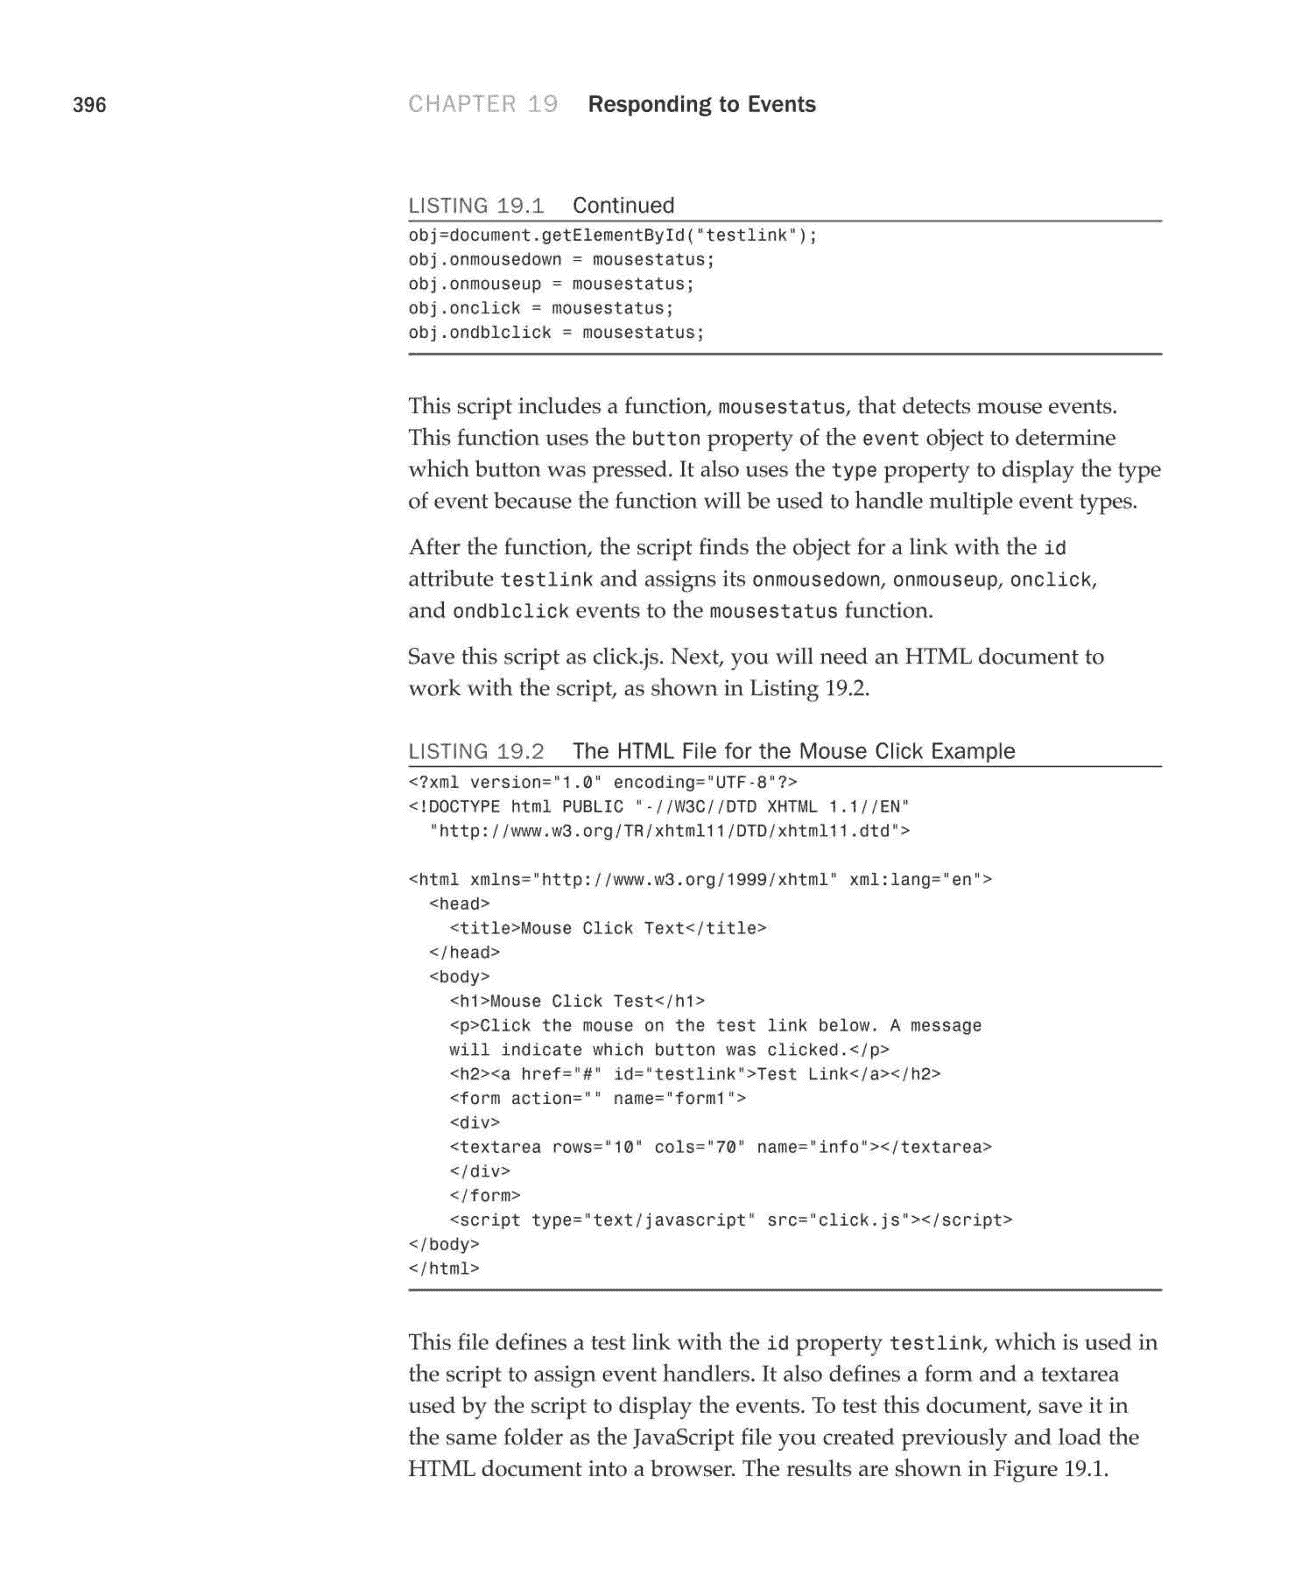 396 CHAPTER 19 Responding to Events
LISTING 19.1 Continued
obj=document.getElementById("testlink");
obj.onmousedown = mousestatus;
obj.onmouseup = mousestatus;
obj.onclick = mousestatus;
obj.ondblclick = mousestatus;
This script includes a function, mousestatus, that detects mouse events.
This function uses the button property of the event object to determine
which button was pressed. It also uses the type property to display the type
of event because the function will be used to handle multiple event types.
After the function, the script finds the object for a link with the id
attribute testlink and assigns its onmousedown, onmouseup, onclick,
and ondblclick events to the mousestatus function.
Save this script as click.js. Next, you will need an HTML document to
work with the script, as shown in Listing 19.2.
LISTING 19.2 The HTML File for the Mouse Click Example
<?xml version="1.0" encoding="UTF-8"?>
<!DOCTYPE html PUBLIC "-//W3C//DTD XHTML 1.1//EN"
  "http://www.w3.org/TR/xhtml11/DTD/xhtml11.dtd">

<html xmlns="http://www.w3.org/1999/xhtml" xml:lang="en">
  <head>
    <title>Mouse Click Text</title>
  </head>
  <body>
    <h1>Mouse Click Test</h1>
    <p>Click the mouse on the test link below. A message
    will indicate which button was clicked.</p>
    <h2><a href="#" id="testlink">Test Link</a></h2>
    <form action="" name="form1">
    <div>
    <textarea rows="10" cols="70" name="info"></textarea>
    </div>
    </form>
    <script type="text/javascript" src="click.js"></script>
</body>
</html>
This file defines a test link with the id property testlink, which is used in
the script to assign event handlers. It also defines a form and a textarea
used by the script to display the events. To test this document, save it in
the same folder as the JavaScript file you created previously and load the
HTML document into a browser. The results are shown in Figure 19.1.